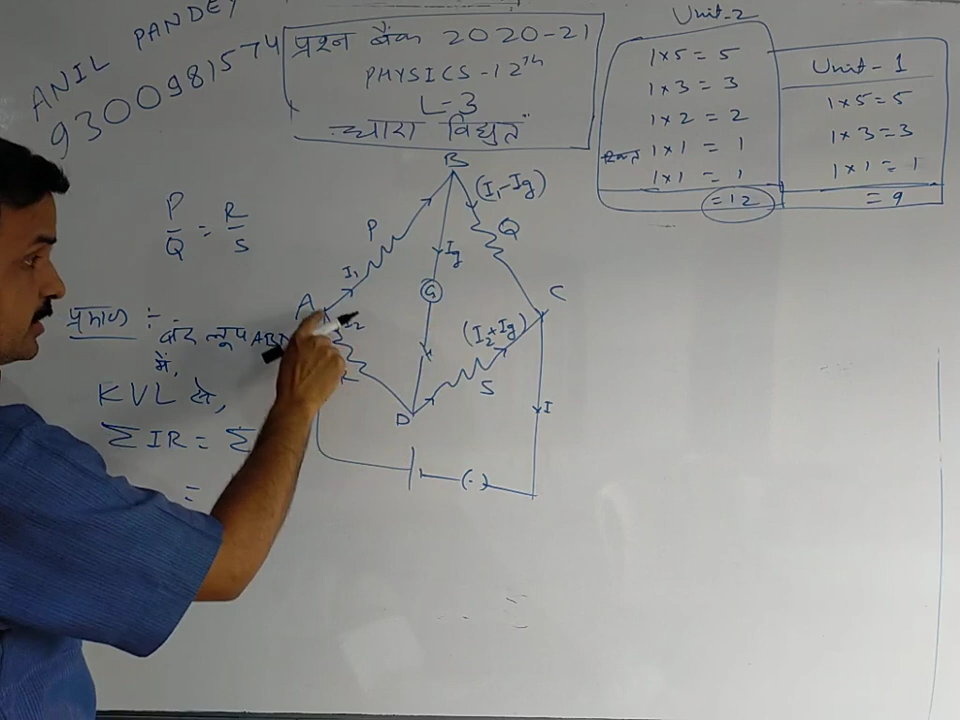 ANIL PANDEY
9300981574
प्रश्न बैंक 2020-21
PHYSICS-12th
L-3
धारा विद्युत
Unit-2
1×5=5
1×3=3
1×2=2
1×1=1
1×1=1
=12
Unit-1
1×5=5
1×3=3
1×1=1
=9
P/Q = R/S
प्रमाण :-
बंद लूप ABD
में,
KVL से,
ΣIR = Σ
=
B
(I₁-Ig)
P
Q
I₁
Ig
G
A
C
I₂
(I₂+Ig)
S
D
I
(·)